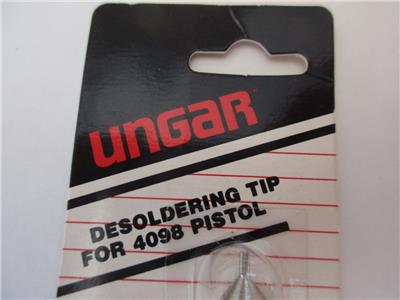 ungar
DESOLDERING TIP
FOR 4098 PISTOL